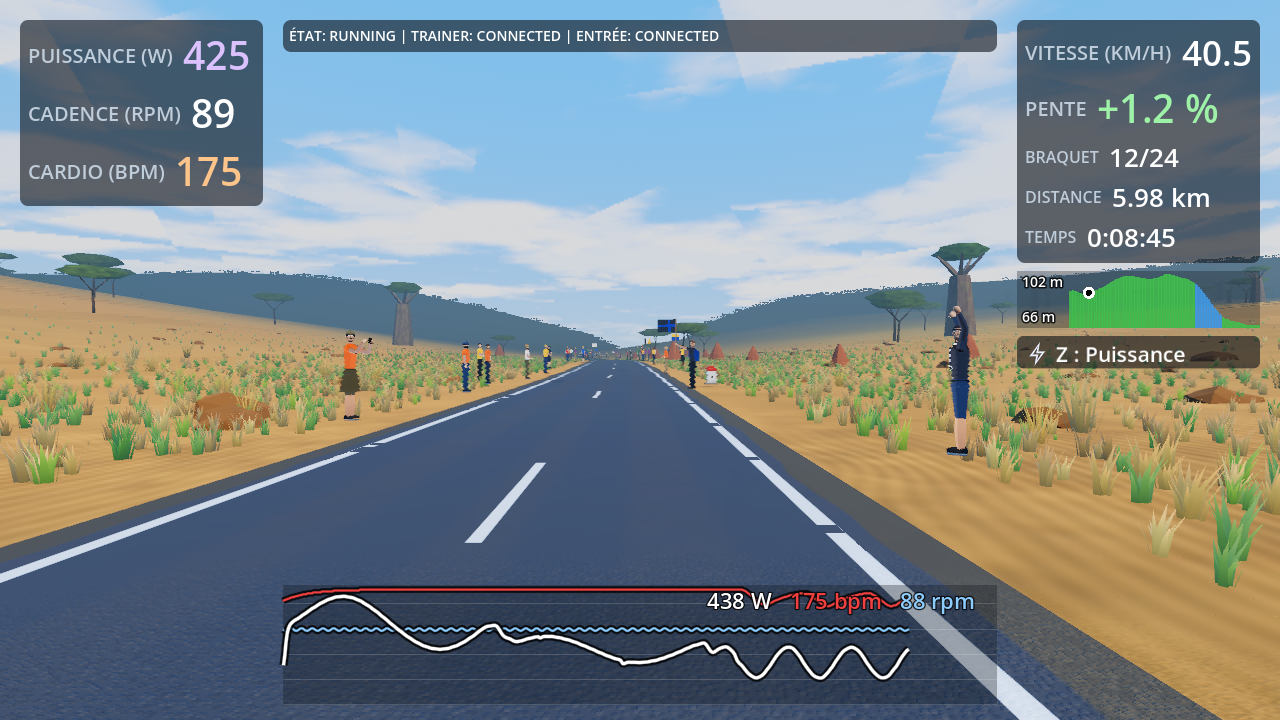 PUISSANCE (W) 425
CADENCE (RPM) 89
CARDIO (BPM) 175
ÉTAT: RUNNING | TRAINER: CONNECTED | ENTRÉE: CONNECTED
VITESSE (KM/H) 40.5
PENTE +1.2 %
BRAQUET 12/24
DISTANCE 5.98 km
TEMPS 0:08:45
102 m
66 m
Z : Puissance
438 W 175 bpm 88 rpm